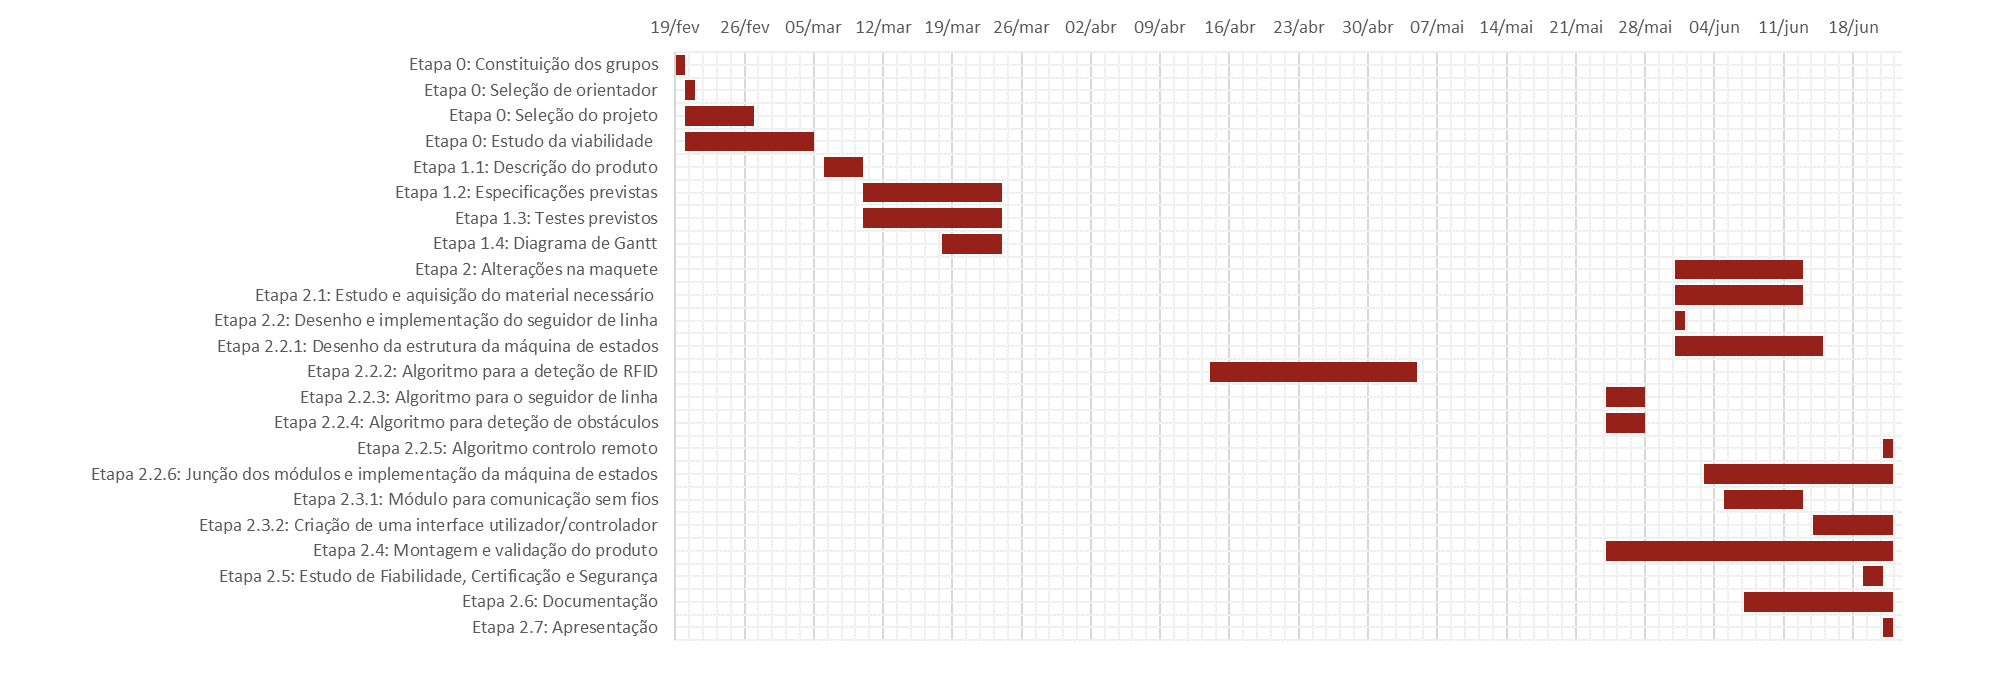 19/fev 26/fev 05/mar 12/mar 19/mar 26/mar 02/abr 09/abr 16/abr 23/abr 30/abr 07/mai 14/mai 21/mai 28/mai 04/jun 11/jun 18/jun
Etapa 0: Constituição dos grupos
Etapa 0: Seleção de orientador
Etapa 0: Seleção do projeto
Etapa 0: Estudo da viabilidade
Etapa 1.1: Descrição do produto
Etapa 1.2: Especificações previstas
Etapa 1.3: Testes previstos
Etapa 1.4: Diagrama de Gantt
Etapa 2: Alterações na maquete
Etapa 2.1: Estudo e aquisição do material necessário
Etapa 2.2: Desenho e implementação do seguidor de linha
Etapa 2.2.1: Desenho da estrutura da máquina de estados
Etapa 2.2.2: Algoritmo para a deteção de RFID
Etapa 2.2.3: Algoritmo para o seguidor de linha
Etapa 2.2.4: Algoritmo para deteção de obstáculos
Etapa 2.2.5: Algoritmo controlo remoto
Etapa 2.2.6: Junção dos módulos e implementação da máquina de estados
Etapa 2.3.1: Módulo para comunicação sem fios
Etapa 2.3.2: Criação de uma interface utilizador/controlador
Etapa 2.4: Montagem e validação do produto
Etapa 2.5: Estudo de Fiabilidade, Certificação e Segurança
Etapa 2.6: Documentação
Etapa 2.7: Apresentação